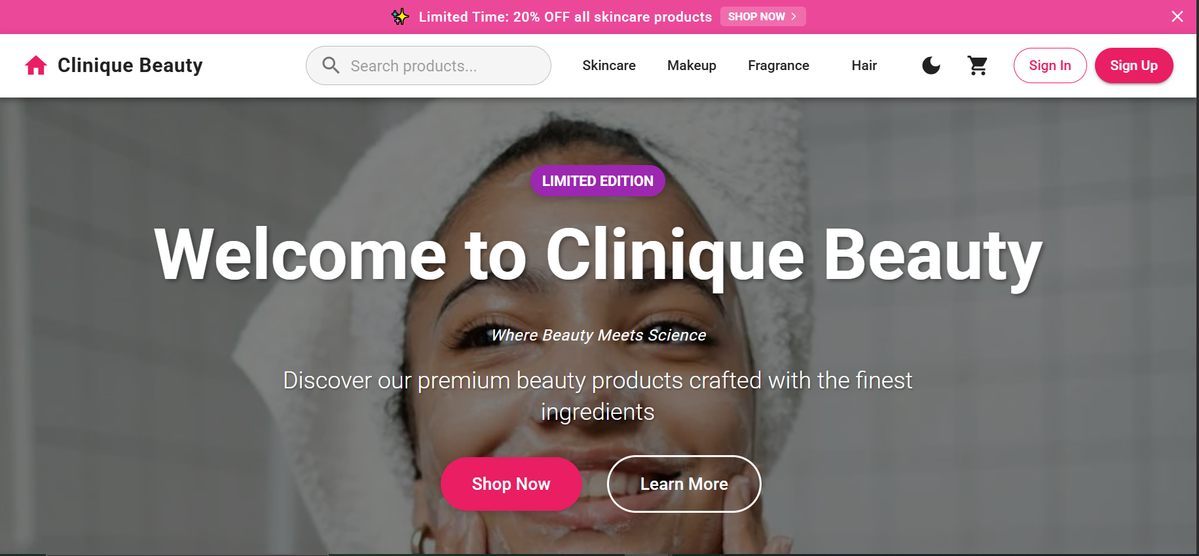 Limited Time: 20% OFF all skincare products SHOP NOW
Clinique Beauty
Search products...
Skincare Makeup Fragrance Hair
Sign In Sign Up
LIMITED EDITION
Welcome to Clinique Beauty
Where Beauty Meets Science
Discover our premium beauty products crafted with the finest
ingredients
Shop Now Learn More